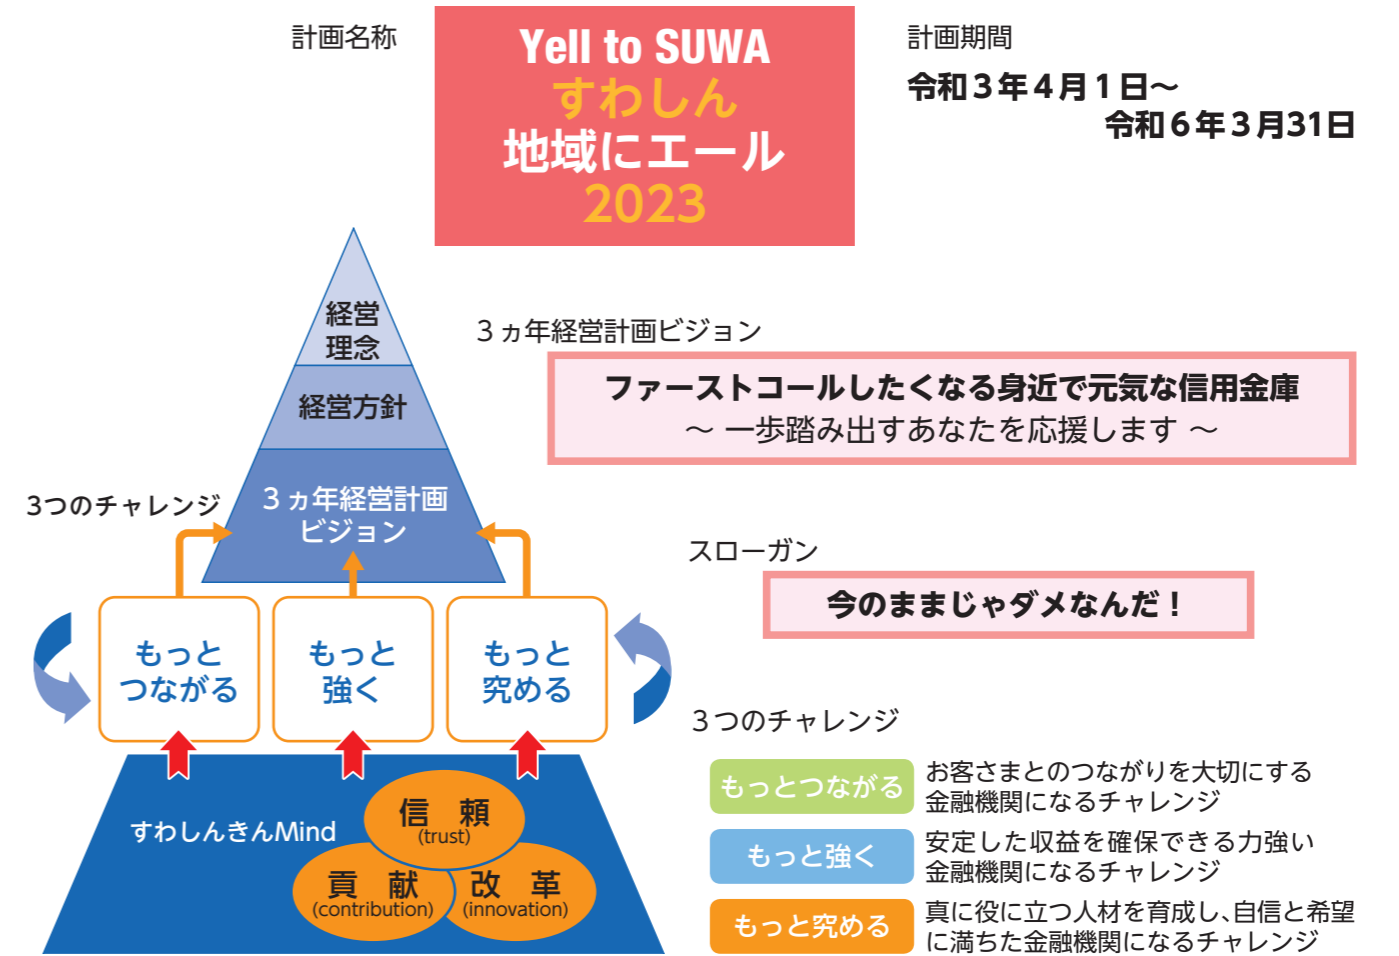 計画名称
Yell to SUWA
すわしん
地域にエール
2023
計画期間
令和3年4月1日〜
令和6年3月31日
経営
理念
経営方針
3ヵ年経営計画
ビジョン
3つのチャレンジ
もっと
つながる
もっと
強く
もっと
究める
すわしんきんMind
信 頼
(trust)
貢 献
(contribution)
改 革
(innovation)
3ヵ年経営計画ビジョン
ファーストコールしたくなる身近で元気な信用金庫
〜 一歩踏み出すあなたを応援します 〜
スローガン
今のままじゃダメなんだ!
3つのチャレンジ
もっとつながる
お客さまとのつながりを大切にする
金融機関になるチャレンジ
もっと強く
安定した収益を確保できる力強い
金融機関になるチャレンジ
もっと究める
真に役に立つ人材を育成し、自信と希望
に満ちた金融機関になるチャレンジ